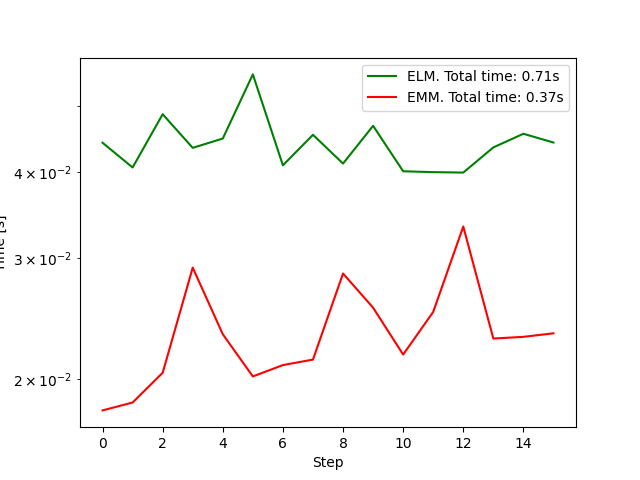 ELM. Total time: 0.71s
EMM. Total time: 0.37s
4 × 10⁻²
3 × 10⁻²
2 × 10⁻²
Time [s]
0 2 4 6 8 10 12 14
Step